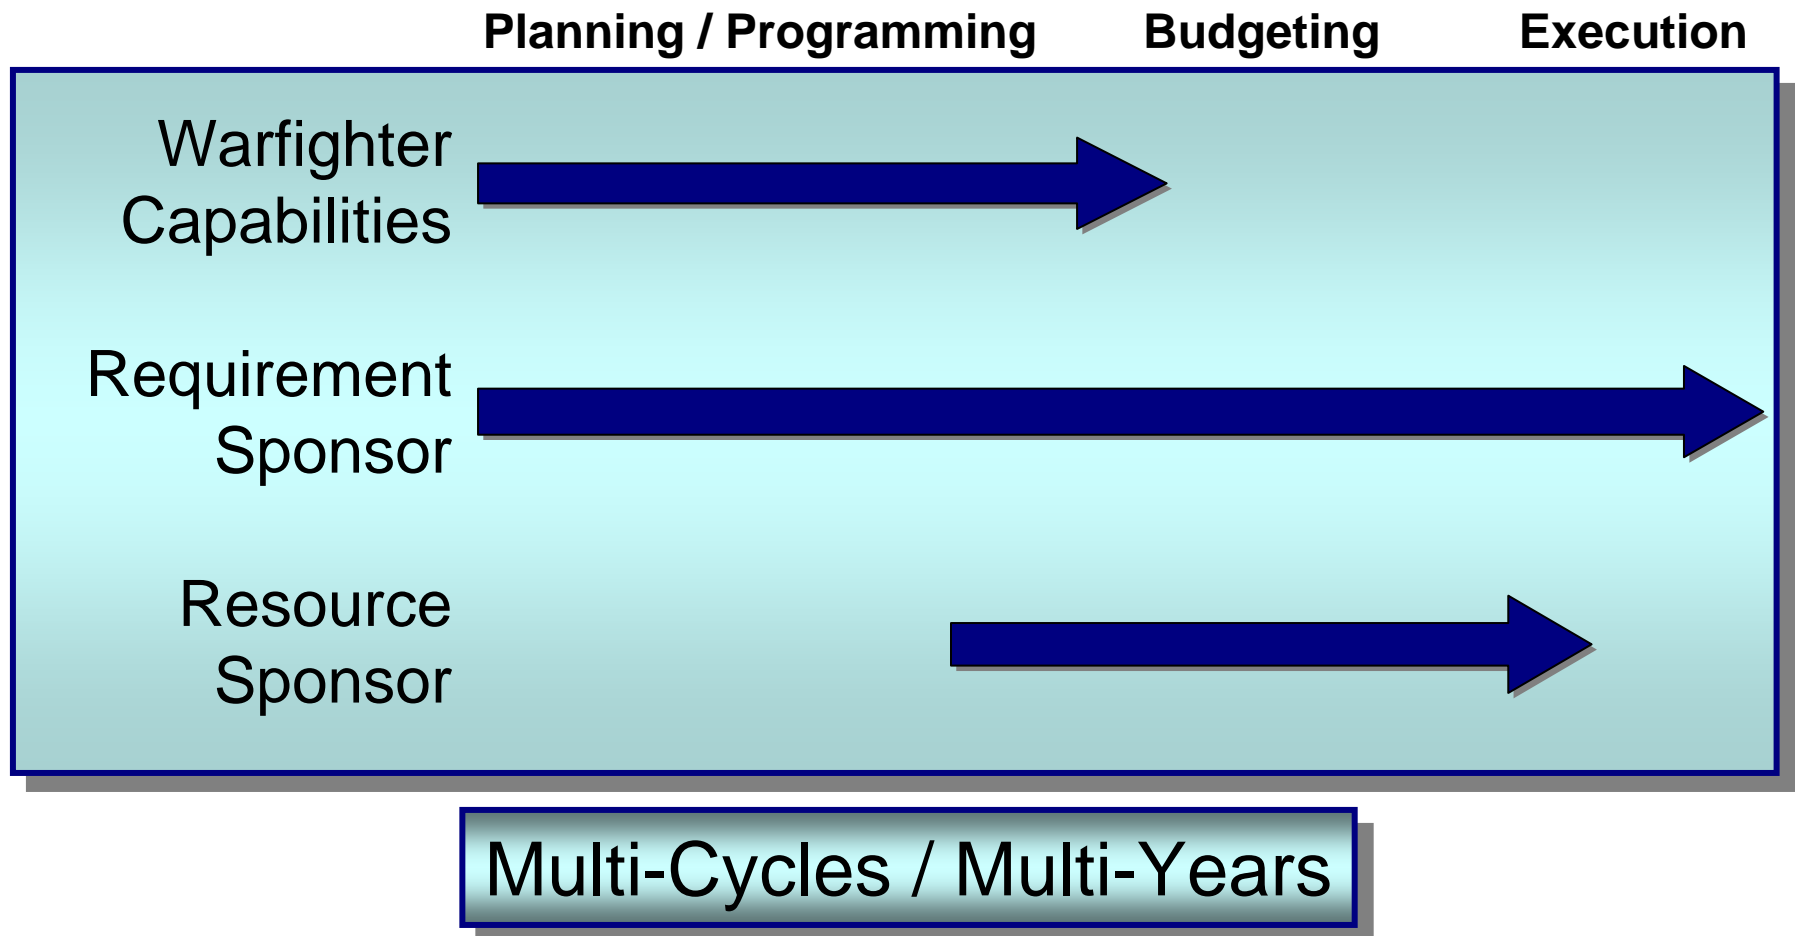 Planning / Programming Budgeting Execution
Warfighter
Capabilities
Requirement
Sponsor
Resource
Sponsor
Multi-Cycles / Multi-Years